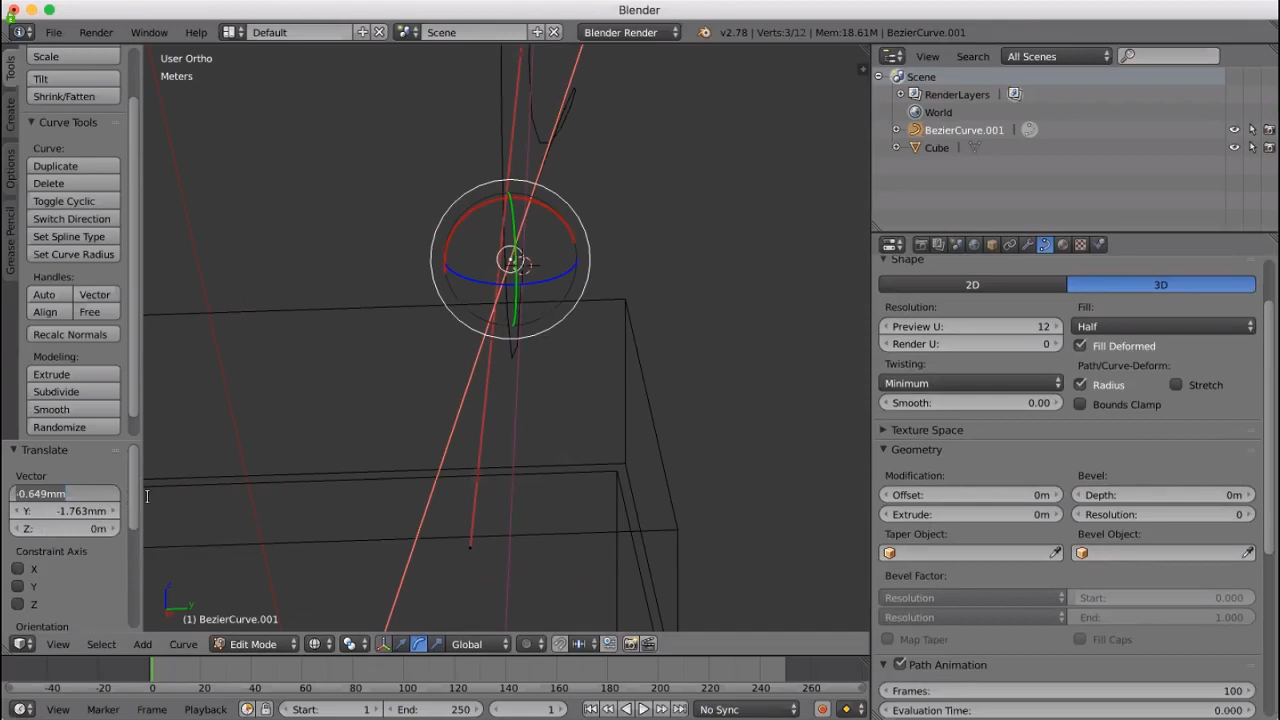 Blender
File Render Window Help Default Scene Blender Render v2.78 | Verts:3/12 | Mem:18.61M | BezierCurve.001
Tools
Create
Options
Grease Pencil
Scale
Tilt
Shrink/Fatten
Curve Tools
Curve:
Duplicate
Delete
Toggle Cyclic
Switch Direction
Set Spline Type
Set Curve Radius
Handles:
Auto Vector
Align Free
Recalc Normals
Modeling:
Extrude
Subdivide
Smooth
Randomize
Translate
Vector
-0.649mm
Y: -1.763mm
Z: 0m
Constraint Axis
X
Y
Z
Orientation
User Ortho
Meters
z
y
(1) BezierCurve.001
View Select Add Curve Edit Mode Global
View Search All Scenes
Scene
RenderLayers
World
BezierCurve.001
Cube
Shape
2D 3D
Resolution: Fill:
Preview U: 12 Half
Render U: 0 Fill Deformed
Twisting: Path/Curve-Deform:
Minimum Radius Stretch
Smooth: 0.00 Bounds Clamp
Texture Space
Geometry
Modification: Bevel:
Offset: 0m Depth: 0m
Extrude: 0m Resolution: 0
Taper Object: Bevel Object:
Bevel Factor:
Resolution Start: 0.000
Resolution End: 1.000
Map Taper Fill Caps
Path Animation
Frames: 100
Evaluation Time: 0.000
-40 -20 0 20 40 60 80 100 120 140 160 180 200 220 240 260
View Marker Frame Playback Start: 1 End: 250 1 No Sync